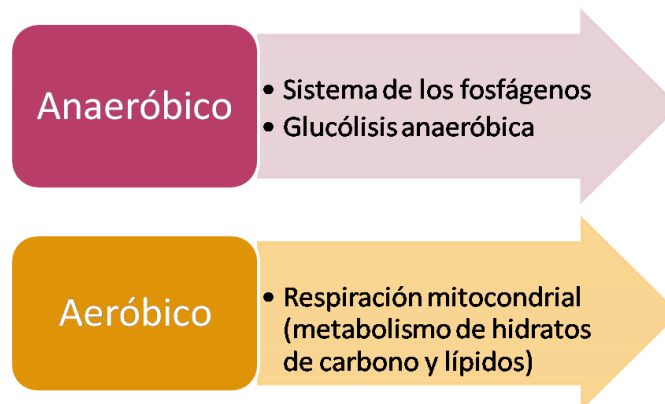 Anaeróbico
• Sistema de los fosfágenos
• Glucólisis anaeróbica
Aeróbico
• Respiración mitocondrial
(metabolismo de hidratos
de carbono y lípidos)